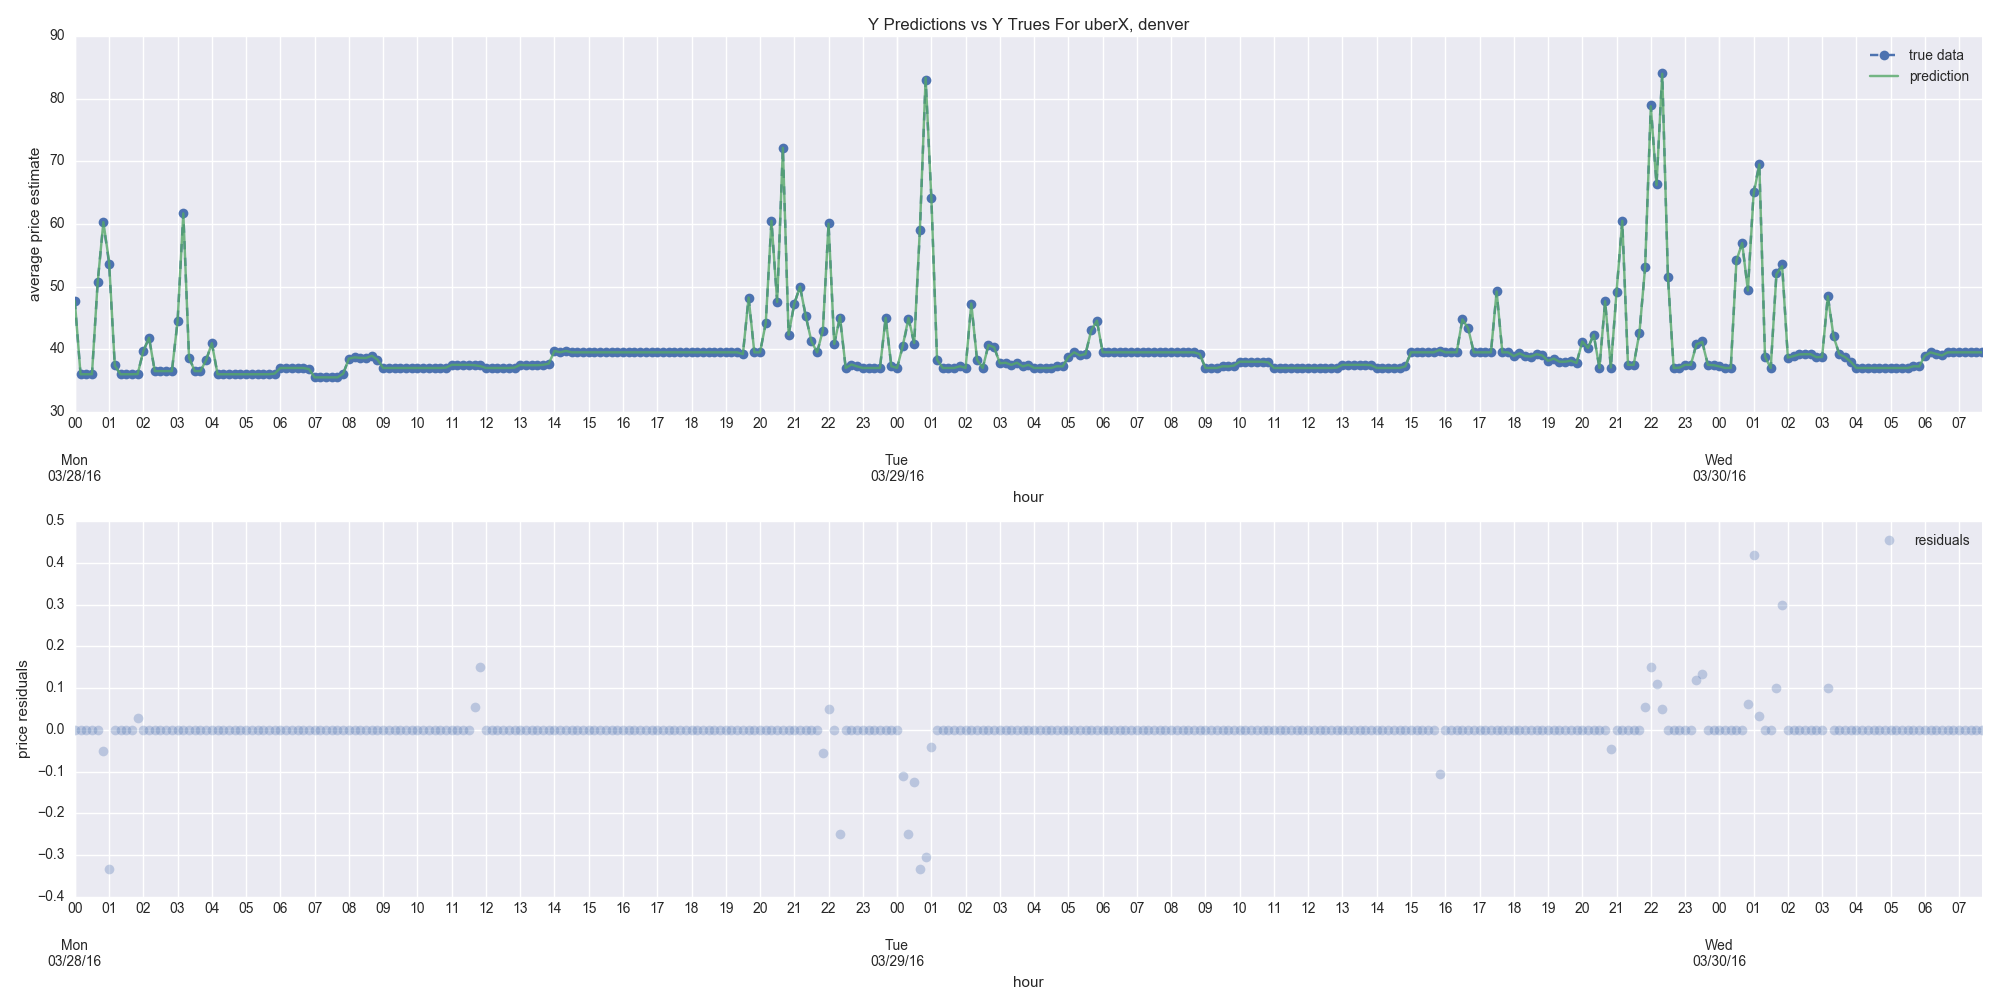 Y Predictions vs Y Trues For uberX, denver
90
80
70
60
50
40
30
average price estimate
true data
prediction
00 01 02 03 04 05 06 07 08 09 10 11 12 13 14 15 16 17 18 19 20 21 22 23 00 01 02 03 04 05 06 07 08 09 10 11 12 13 14 15 16 17 18 19 20 21 22 23 00 01 02 03 04 05 06 07
Mon Tue Wed
03/28/16 03/29/16 03/30/16
hour
0.5
0.4
0.3
0.2
0.1
0.0
−0.1
−0.2
−0.3
−0.4
price residuals
residuals
00 01 02 03 04 05 06 07 08 09 10 11 12 13 14 15 16 17 18 19 20 21 22 23 00 01 02 03 04 05 06 07 08 09 10 11 12 13 14 15 16 17 18 19 20 21 22 23 00 01 02 03 04 05 06 07
Mon Tue Wed
03/28/16 03/29/16 03/30/16
hour